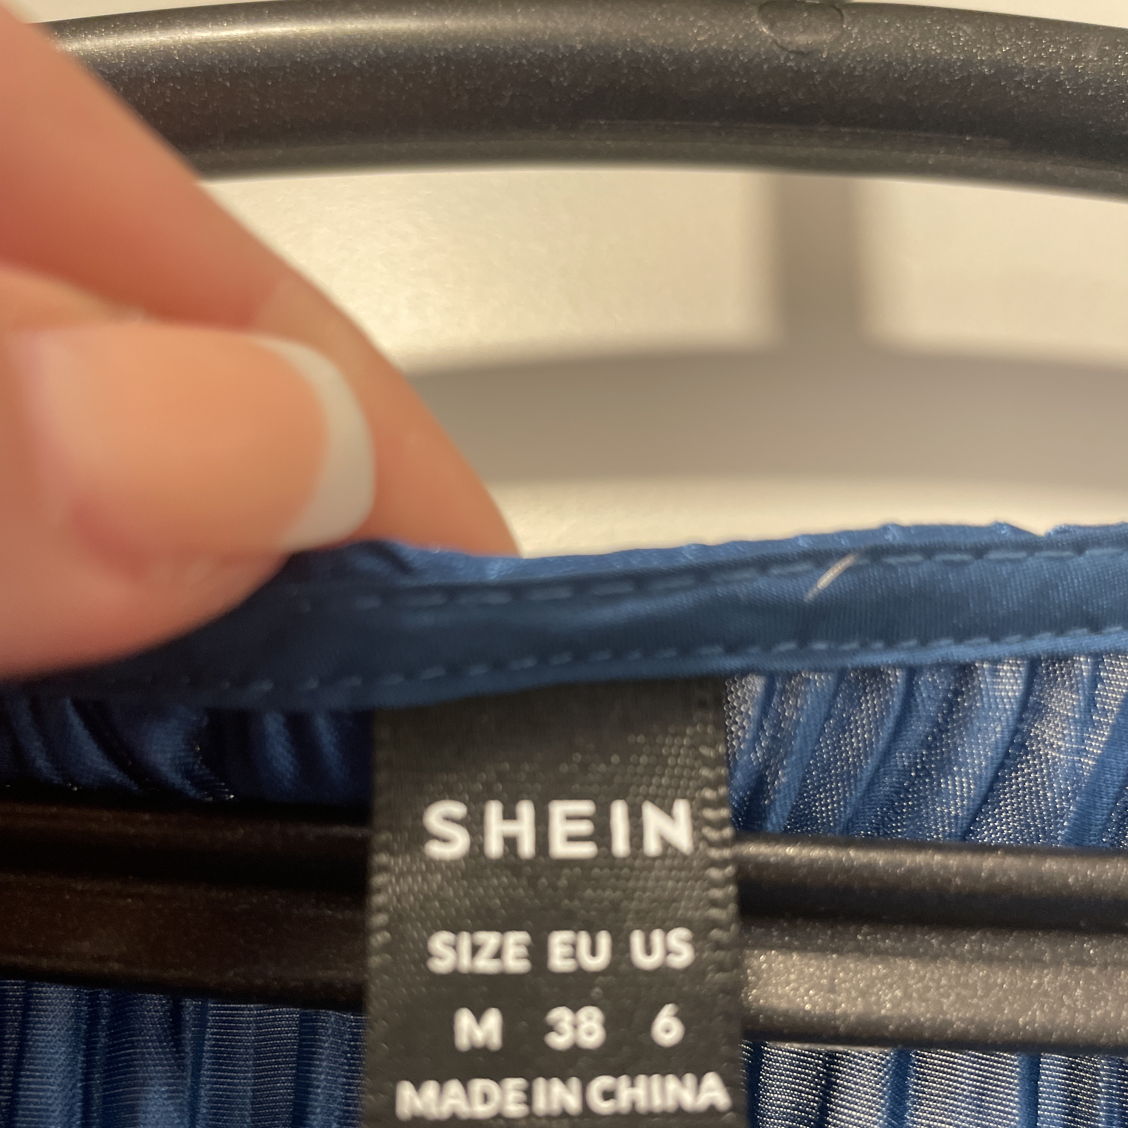 SHEIN
SIZE EU US
M 38 6
MADE IN CHINA